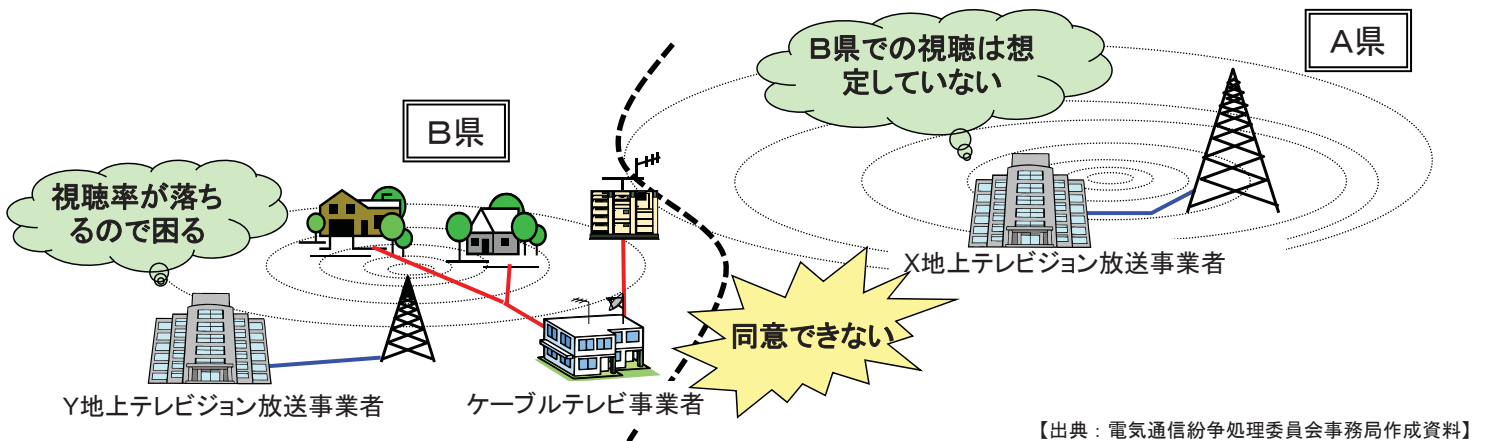 A県
B県での視聴は想
定していない
B県
視聴率が落ち
るので困る
X地上テレビジョン放送事業者
同意できない
Y地上テレビジョン放送事業者
ケーブルテレビ事業者
【出典：電気通信紛争処理委員会事務局作成資料】